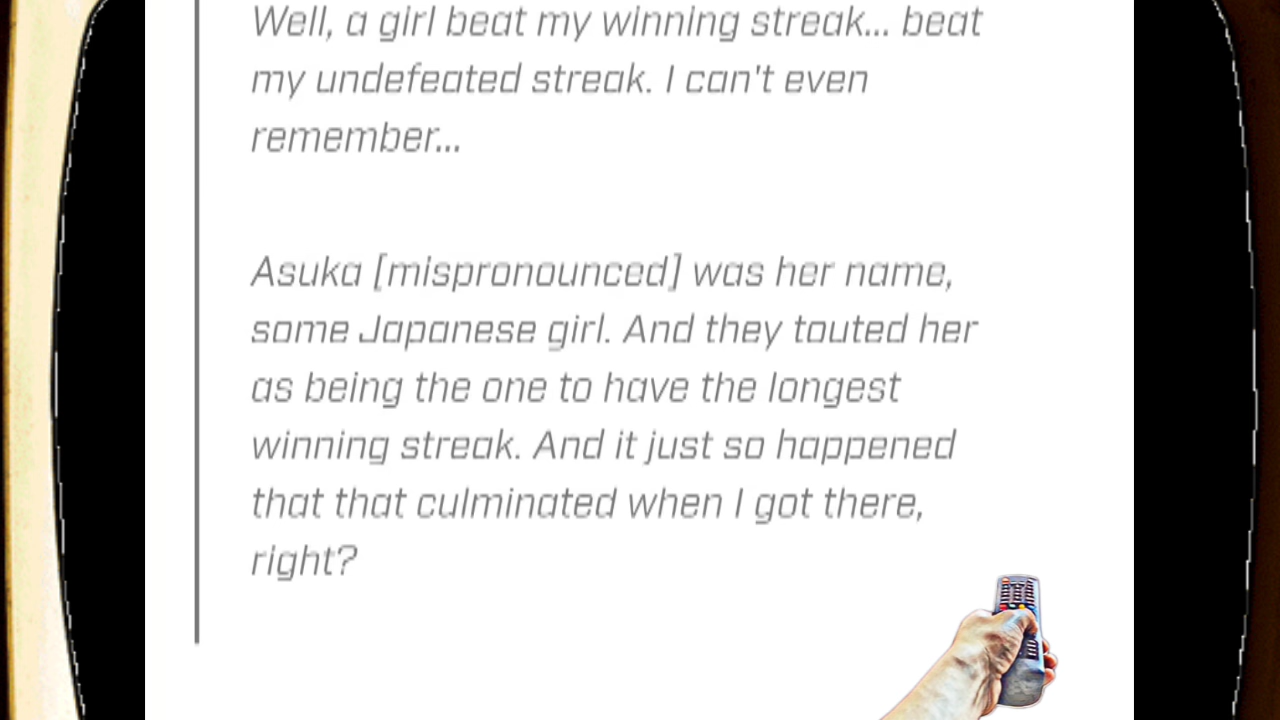 Well, a girl beat my winning streak... beat
my undefeated streak. I can't even
remember...
Asuka [mispronounced] was her name,
some Japanese girl. And they touted her
as being the one to have the longest
winning streak. And it just so happened
that that culminated when I got there,
right?